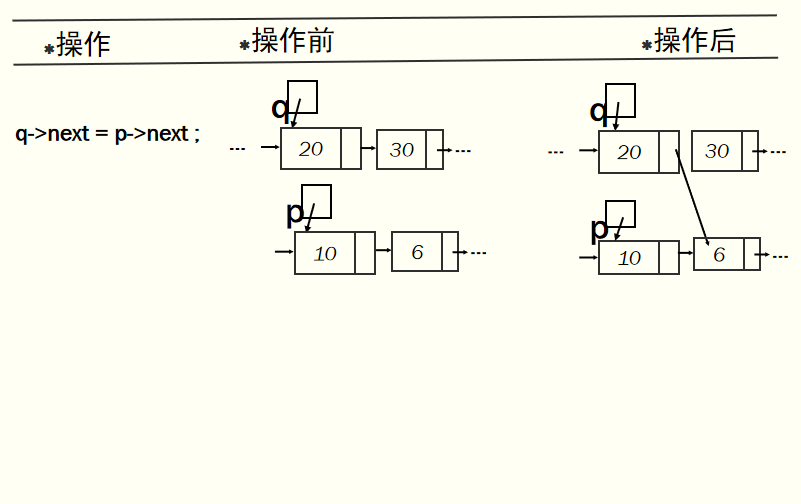 *操作 *操作前 *操作后
q q
q->next = p->next ;
--- 20 30 --- --- 20 30 ---
p p
10 6 --- 10 6 ---